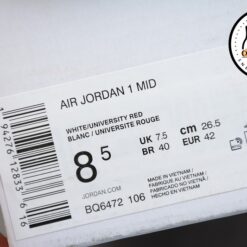 AIR JORDAN 1 MID
WHITE/UNIVERSITY RED
BLANC / UNIVERSITE ROUGE
8 5
UK 7.5
BR 40
cm 26.5
EUR 42
JORDAN.COM
MADE IN VIETNAM /
FABRIQUÉ AU VIETNAM /
FABRICADO NO VIETNÃ /
HECHO EN VIETNAM
BQ6472 106